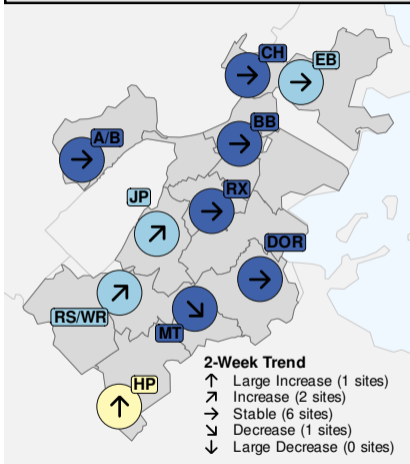 CH
EB
BB
A/B
RX
JP
DOR
RS/WR
MT
HP
2-Week Trend
↑ Large Increase (1 sites)
↗ Increase (2 sites)
→ Stable (6 sites)
↘ Decrease (1 sites)
↓ Large Decrease (0 sites)